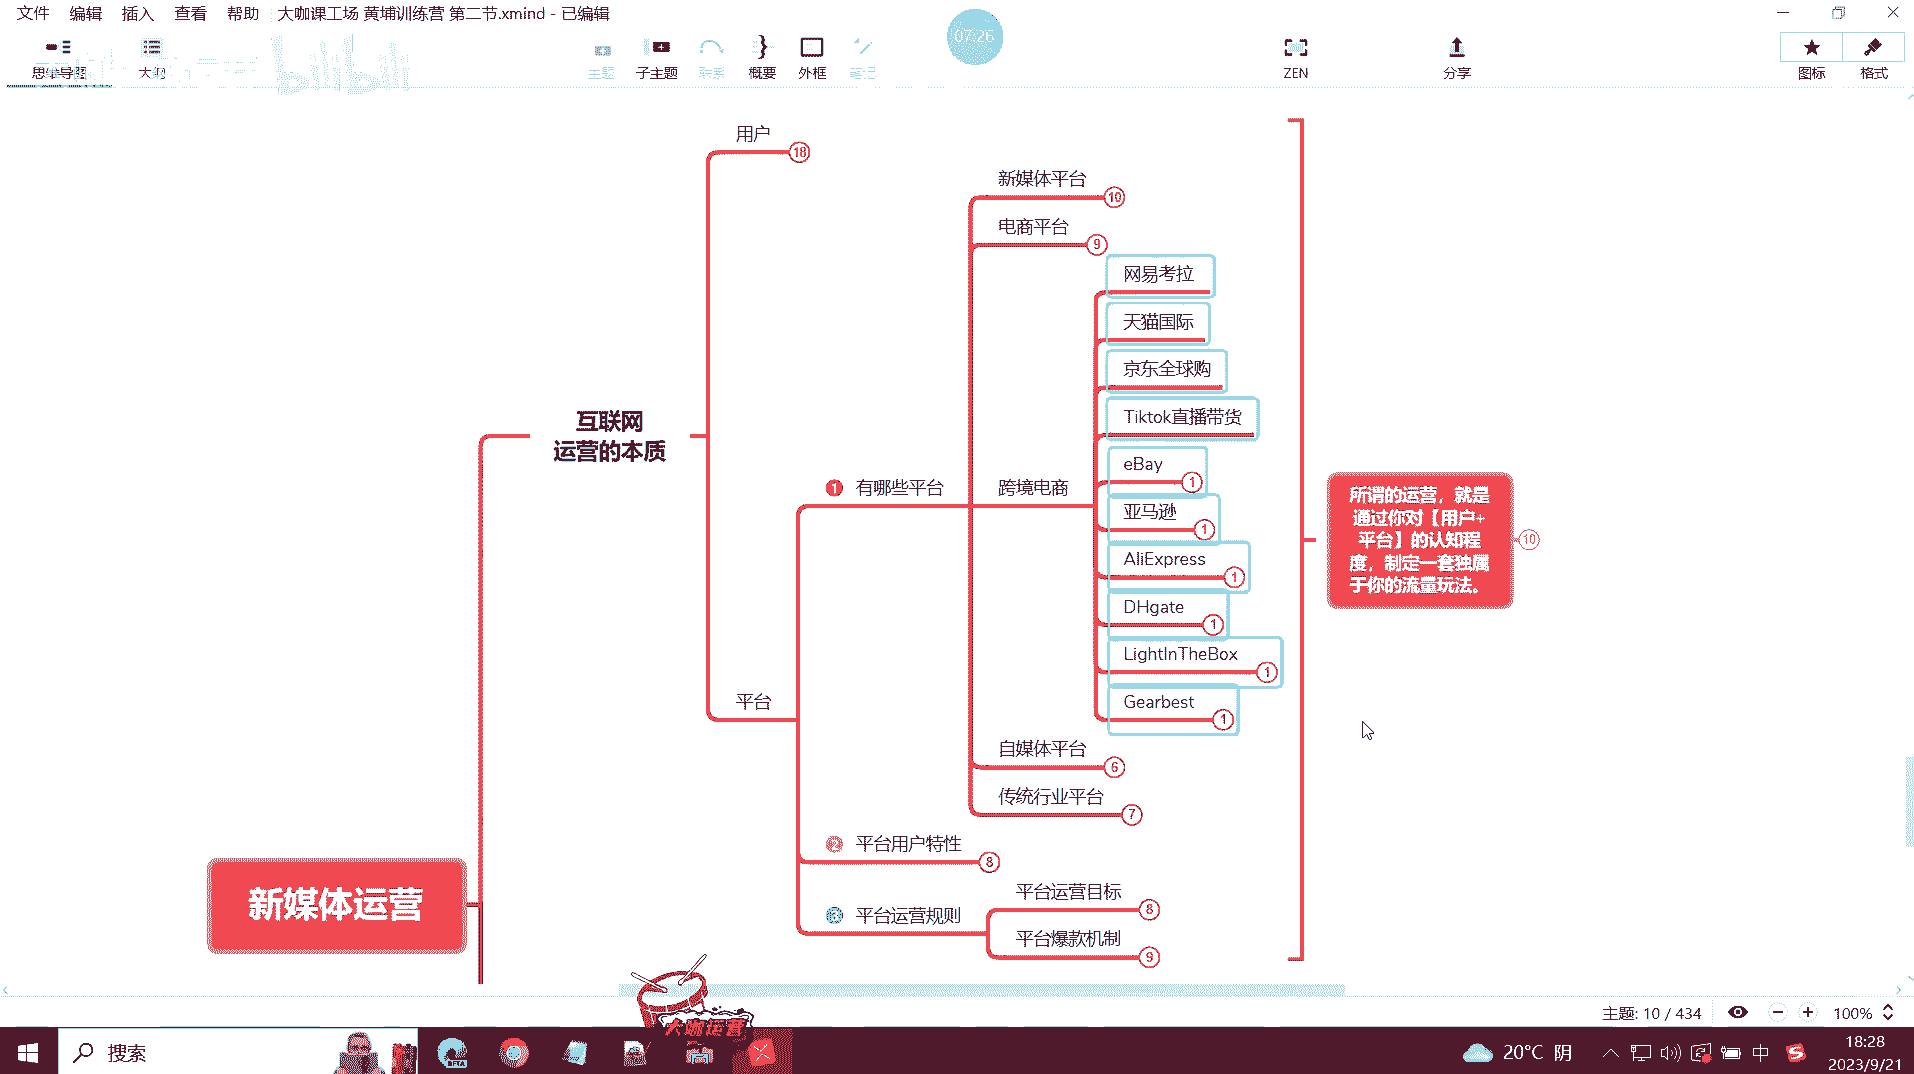 文件 编辑 插入 查看 帮助 大咖课工场 黄埔训练营 第二节.xmind - 已编辑
07:26
思维导图 大纲 主题 子主题 联系 概要 外框 笔记 ZEN 分享 图标 格式
bilibili
用户
18
新媒体平台
10
电商平台
9
网易考拉
天猫国际
京东全球购
Tiktok直播带货
互联网
运营的本质
eBay
1
1 有哪些平台
跨境电商
亚马逊
1
AliExpress
1
DHgate
1
LightInTheBox
1
Gearbest
1
所谓的运营，就是
通过你对【用户+
平台】的认知程
度，制定一套独属
于你的流量玩法。
10
平台
自媒体平台
6
传统行业平台
7
2 平台用户特性
8
平台运营目标
8
3 平台运营规则
平台爆款机制
9
新媒体运营
大咖运营
主题: 10 / 434
100%
搜索
20°C 阴
中
18:28
2023/9/21